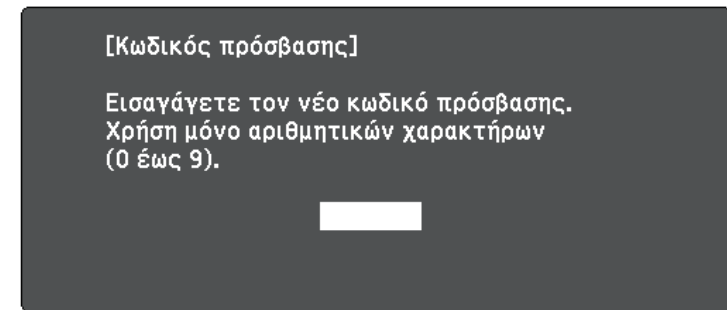 [Κωδικός πρόσβασης]
Εισαγάγετε τον νέο κωδικό πρόσβασης.
Χρήση μόνο αριθμητικών χαρακτήρων
(0 έως 9).